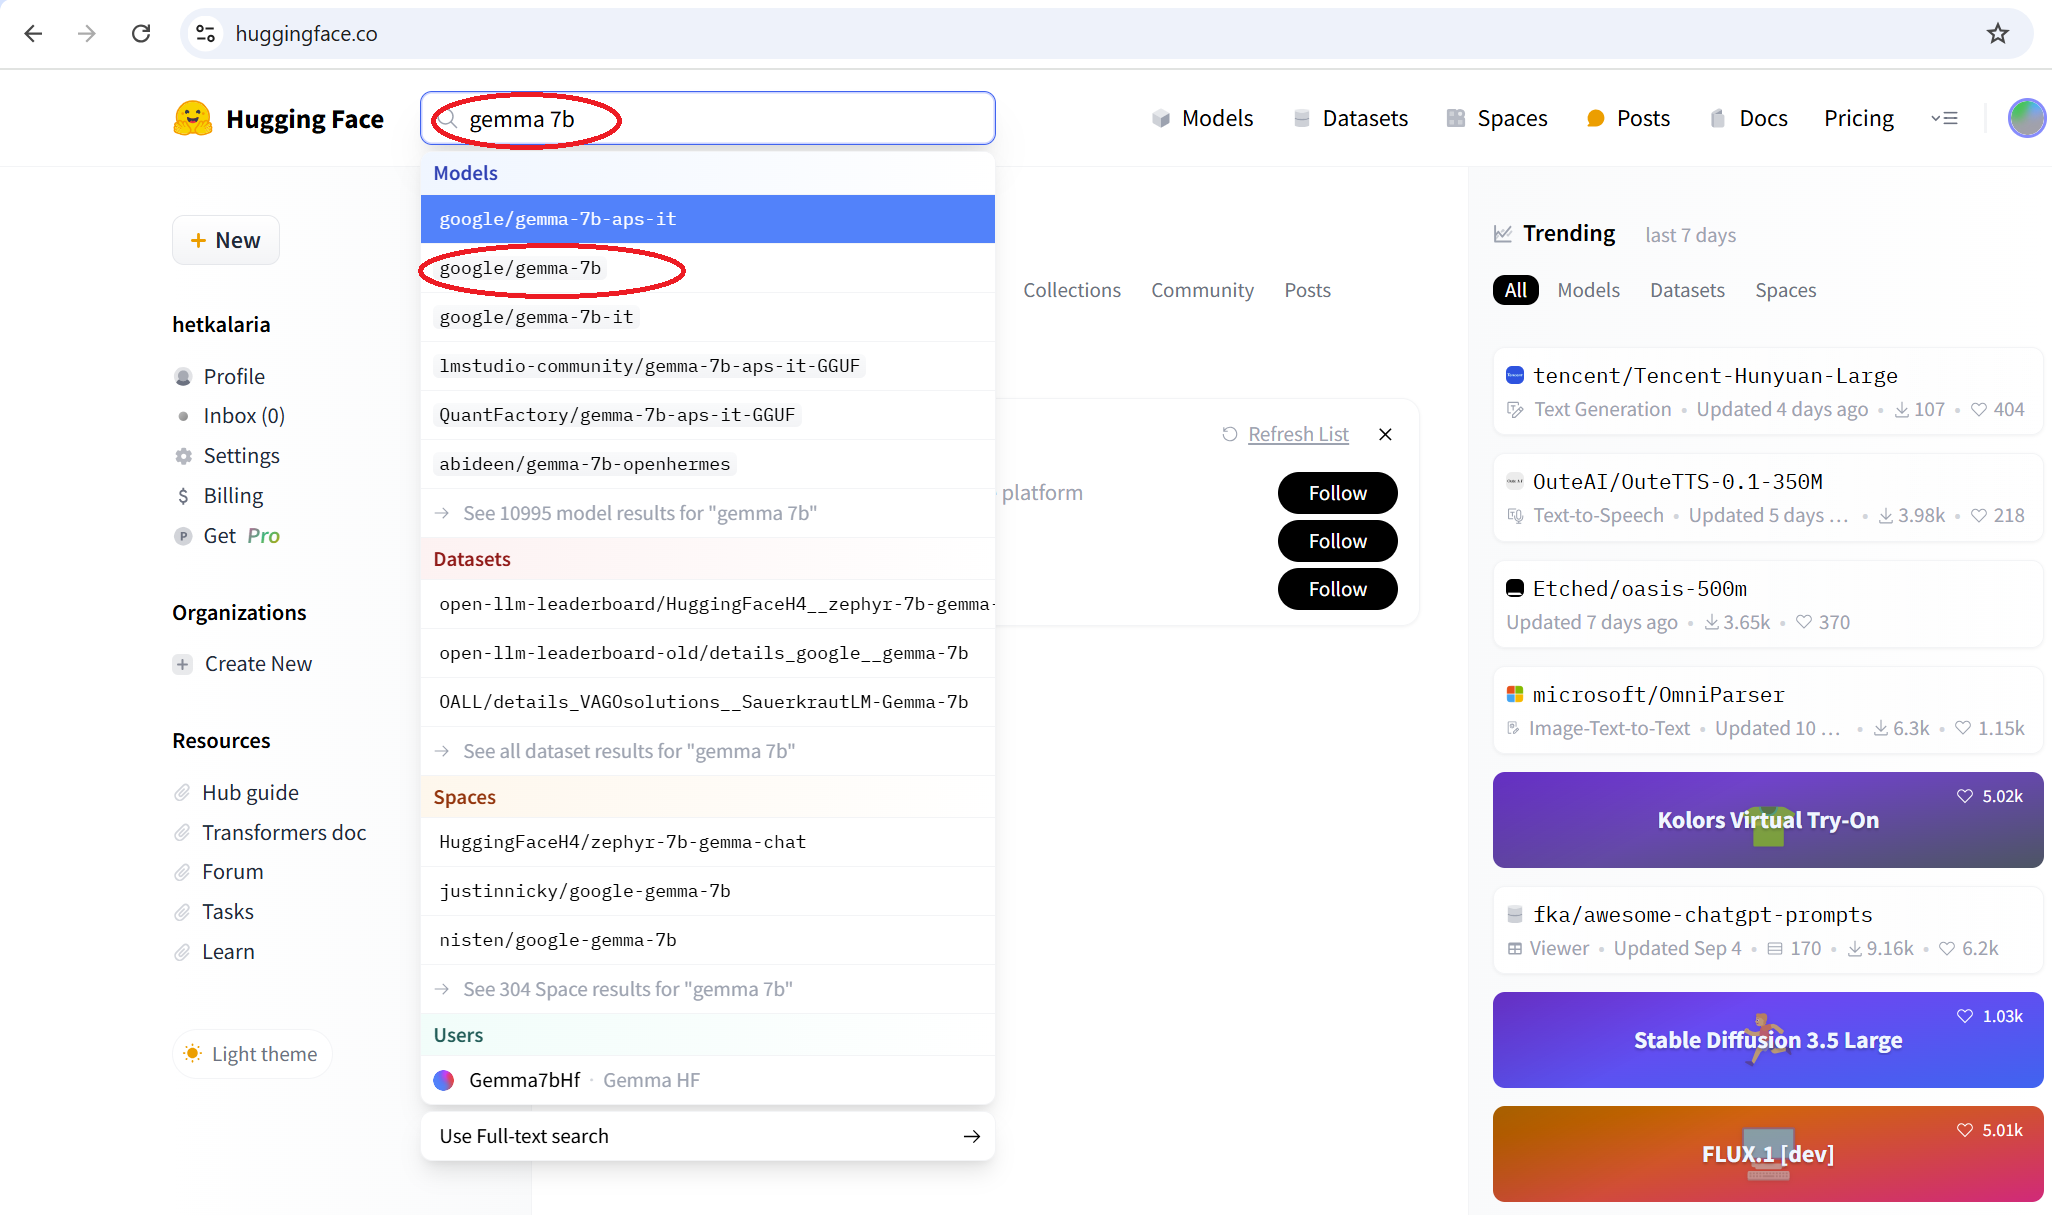 huggingface.co
Hugging Face
gemma 7b
Models
Datasets
Spaces
Posts
Docs
Pricing
+ New
hetkalaria
Profile
Inbox (0)
Settings
Billing
Get Pro
Organizations
Create New
Resources
Hub guide
Transformers doc
Forum
Tasks
Learn
Light theme
Models
google/gemma-7b-aps-it
google/gemma-7b
google/gemma-7b-it
lmstudio-community/gemma-7b-aps-it-GGUF
QuantFactory/gemma-7b-aps-it-GGUF
abideen/gemma-7b-openhermes
See 10995 model results for "gemma 7b"
Datasets
open-llm-leaderboard/HuggingFaceH4__zephyr-7b-gemma-
open-llm-leaderboard-old/details_google__gemma-7b
OALL/details_VAGOsolutions__SauerkrautLM-Gemma-7b
See all dataset results for "gemma 7b"
Spaces
HuggingFaceH4/zephyr-7b-gemma-chat
justinnicky/google-gemma-7b
nisten/google-gemma-7b
See 304 Space results for "gemma 7b"
Users
Gemma7bHf · Gemma HF
Use Full-text search
Collections
Community
Posts
Refresh List
platform
Follow
Follow
Follow
Trending last 7 days
All
Models
Datasets
Spaces
tencent/Tencent-Hunyuan-Large
Text Generation • Updated 4 days ago • 107 • 404
OuteAI/OuteTTS-0.1-350M
Text-to-Speech • Updated 5 days ... • 3.98k • 218
Etched/oasis-500m
Updated 7 days ago • 3.65k • 370
microsoft/OmniParser
Image-Text-to-Text • Updated 10 ... • 6.3k • 1.15k
5.02k
Kolors Virtual Try-On
fka/awesome-chatgpt-prompts
Viewer • Updated Sep 4 • 170 • 9.16k • 6.2k
1.03k
Stable Diffusion 3.5 Large
5.01k
FLUX.1 [dev]